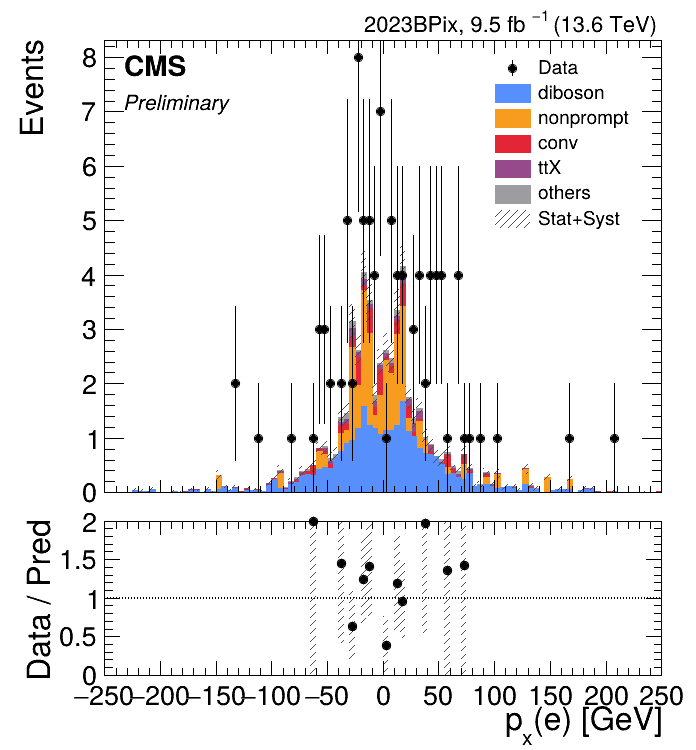 2023BPix, 9.5 fb⁻¹ (13.6 TeV)
Events
CMS
Preliminary
Data
diboson
nonprompt
conv
ttX
others
Stat+Syst
8
7
6
5
4
3
2
1
0
Data / Pred
2
1.5
1
0.5
0
−250 −200 −150 −100 −50 0 50 100 150 200 250
pₓ(e) [GeV]